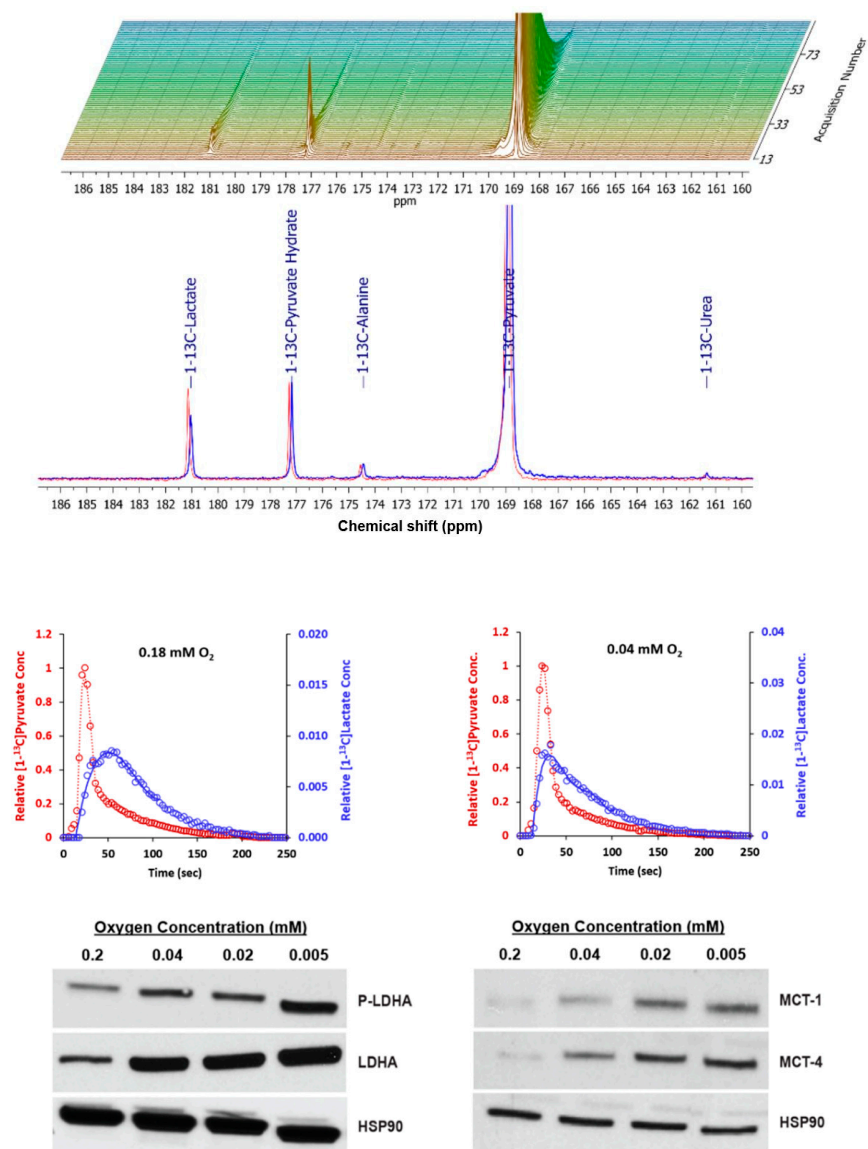 73
53
33
13
Acquisition Number
186 185 184 183 182 181 180 179 178 177 176 175 174 173 172 171 170 169 168 167 166 165 164 163 162 161 160
ppm
1-13C-Lactate
1-13C-Pyruvate Hydrate
1-13C-Alanine
1-13C-Pyruvate
1-13C-Urea
186 185 184 183 182 181 180 179 178 177 176 175 174 173 172 171 170 169 168 167 166 165 164 163 162 161 160
Chemical shift (ppm)
0.18 mM O₂
Relative [1-¹³C]Pyruvate Conc
1.2
1
0.8
0.6
0.4
0.2
0
0.020
0.015
0.010
0.005
0.000
Relative [1-¹³C]Lactate Conc.
0 50 100 150 200 250
Time (sec)
0.04 mM O₂
Relative [1-¹³C]Pyruvate Conc.
1.2
1
0.8
0.6
0.4
0.2
0
0.04
0.03
0.02
0.01
0
Relative [1-¹³C]Lactate Conc.
0 50 100 150 200 250
Time (sec)
Oxygen Concentration (mM)
0.2 0.04 0.02 0.005
P-LDHA
LDHA
HSP90
Oxygen Concentration (mM)
0.2 0.04 0.02 0.005
MCT-1
MCT-4
HSP90